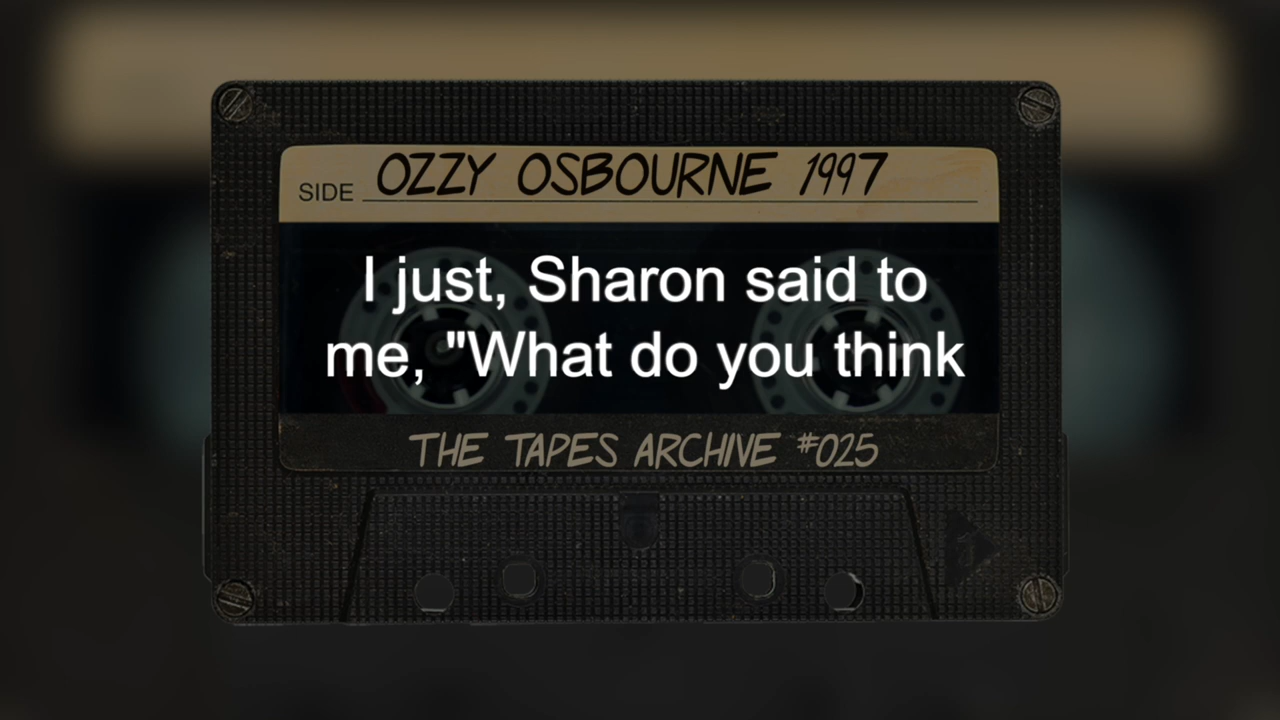 SIDE OZZY OSBOURNE 1997
I just, Sharon said to
me, "What do you think
THE TAPES ARCHIVE #025